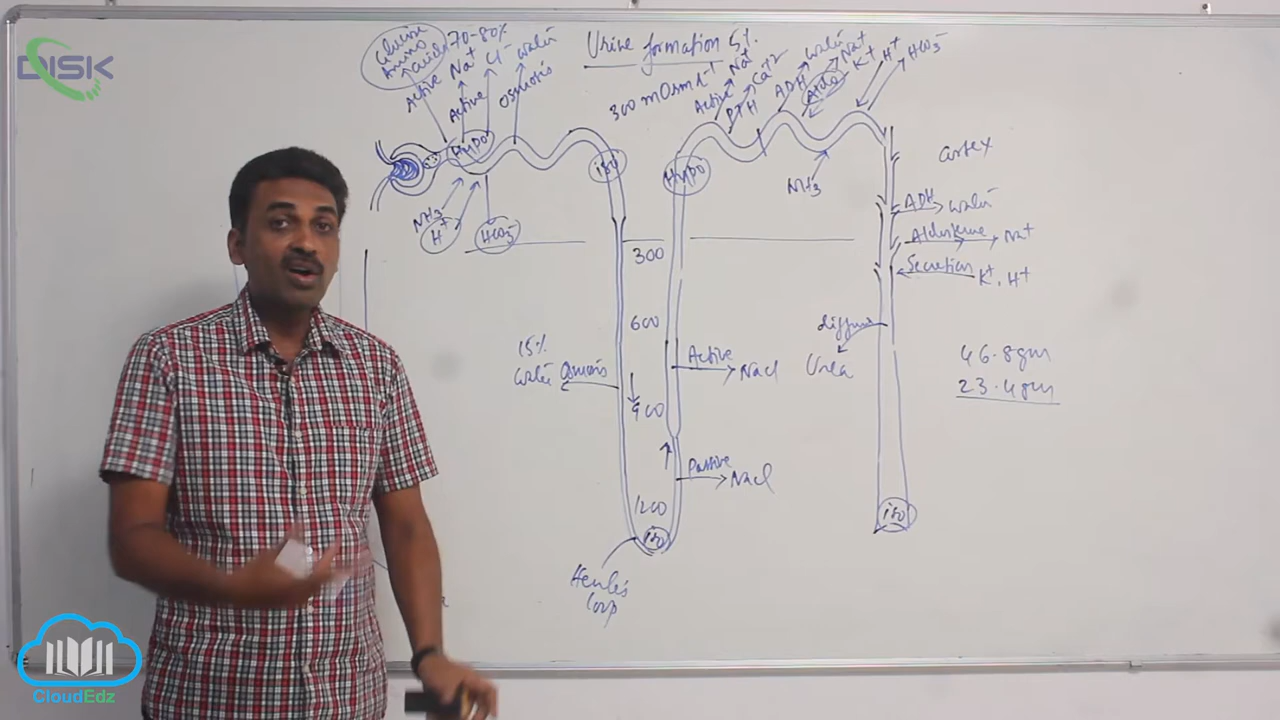 DISK
Urine formation 5%
300 mOsm L-1
Glucose
Amino
acids
70-80%
Active
Na+
Cl-
water
Active
Osmosis
Hypo
NH3
H+
HCO3-
iso
Active Na+
PTH Ca+2
ADH water
Aldo Na+
K+
H+
HCO3-
NH3
Hypo
cortex
ADH water
Aldosterone Na+
Secretion K+, H+
300
600
900
1200
15%
water Osmosis
Active NaCl
Passive NaCl
iso
Henle's
loop
Urea
iso
46.8gm
23.4gm
CloudEdz